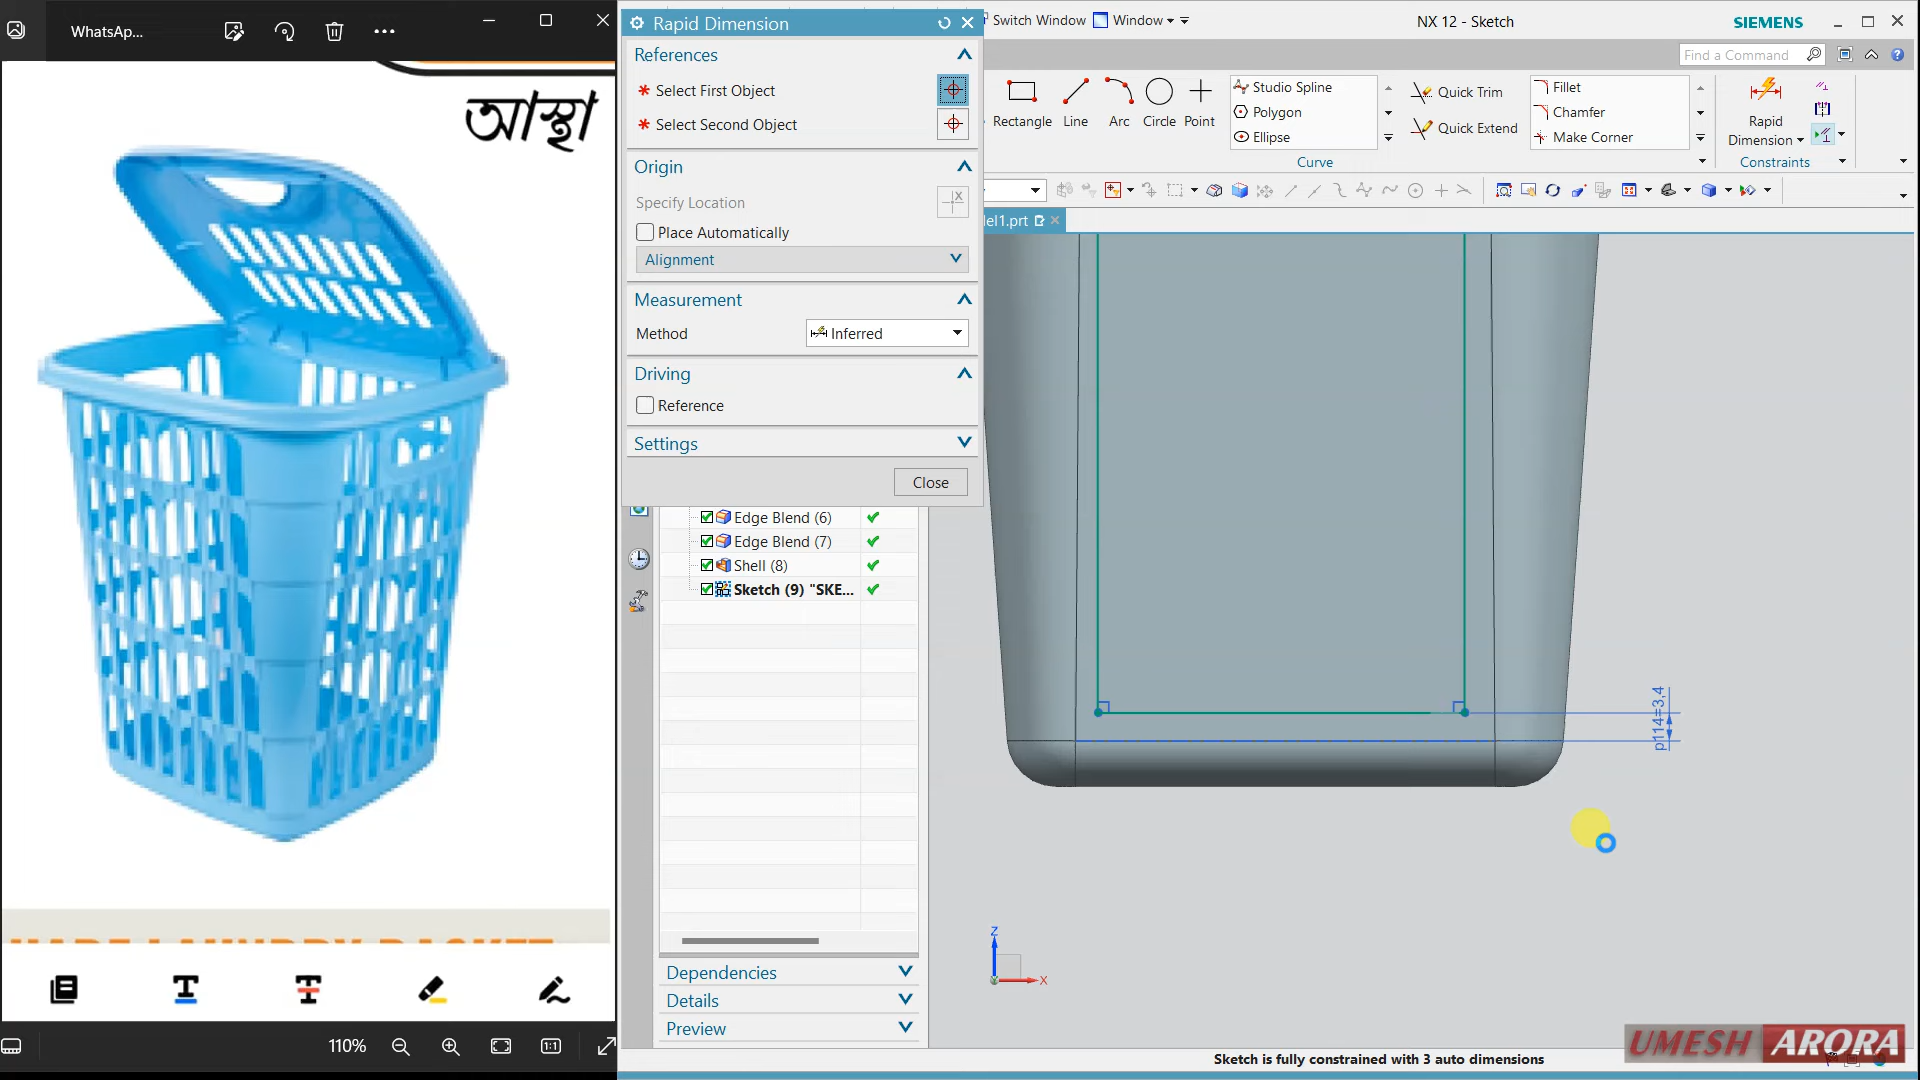 WhatsAp...
আস্থা
110%
Rapid Dimension
References
* Select First Object
* Select Second Object
Origin
Specify Location
Place Automatically
Alignment
Measurement
Method
Inferred
Driving
Reference
Settings
Close
Switch Window
Window
NX 12 - Sketch
SIEMENS
Find a Command
Rectangle
Line
Arc
Circle
Point
Studio Spline
Polygon
Ellipse
Quick Trim
Quick Extend
Fillet
Chamfer
Make Corner
Rapid
Dimension
Curve
Constraints
el1.prt
Edge Blend (6)
Edge Blend (7)
Shell (8)
Sketch (9) "SKE...
Dependencies
Details
Preview
p114=3,4
Z
X
1:1
Sketch is fully constrained with 3 auto dimensions
UMESH ARORA